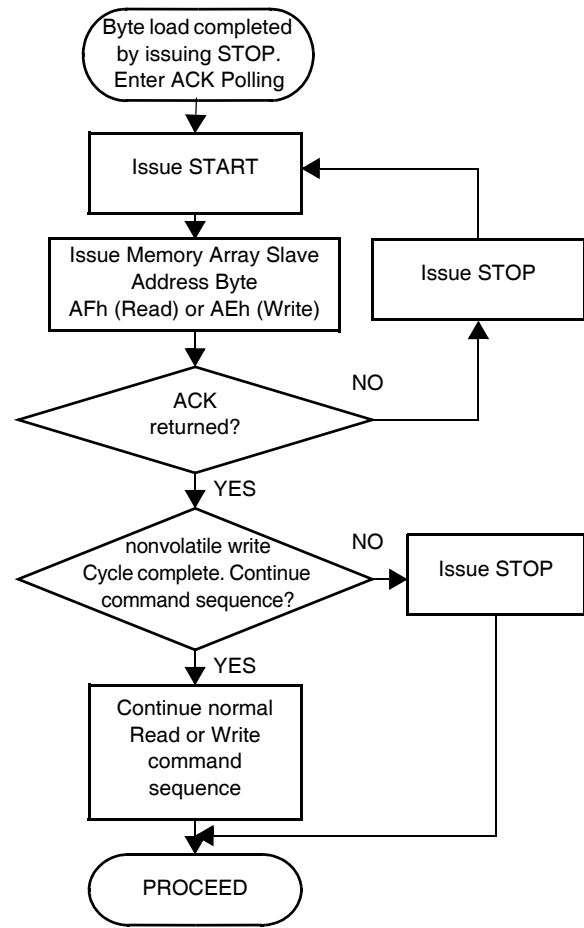 Byte load completed
by issuing STOP.
Enter ACK Polling
Issue START
Issue Memory Array Slave
Address Byte
AFh (Read) or AEh (Write)
Issue STOP
ACK
returned?
NO
YES
nonvolatile write
Cycle complete. Continue
command sequence?
NO
Issue STOP
YES
Continue normal
Read or Write
command
sequence
PROCEED